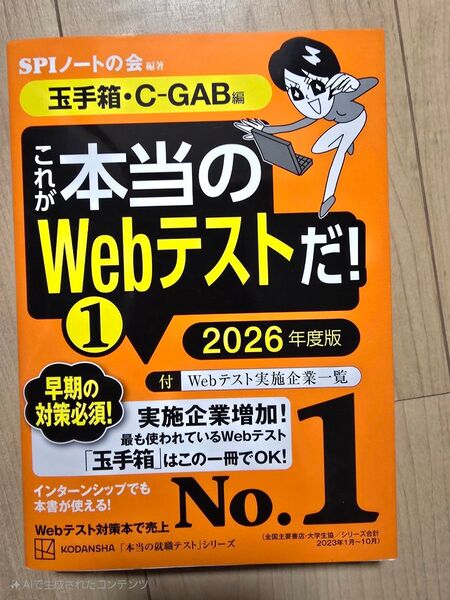 SPIノートの会 編著
玉手箱・C-GAB編
これが
本当の
Webテストだ!
1
2026年度版
付 Webテスト実施企業一覧
早期の
対策必須!
実施企業増加!
最も使われているWebテスト
「玉手箱」はこの一冊でOK!
インターンシップでも
本書が使える!
Webテスト対策本で売上
No.1
(全国主要書店・大学生協/シリーズ合計
2023年1月~10月)
KODANSHA 「本当の就職テスト」シリーズ
AIで生成されたコンテンツ